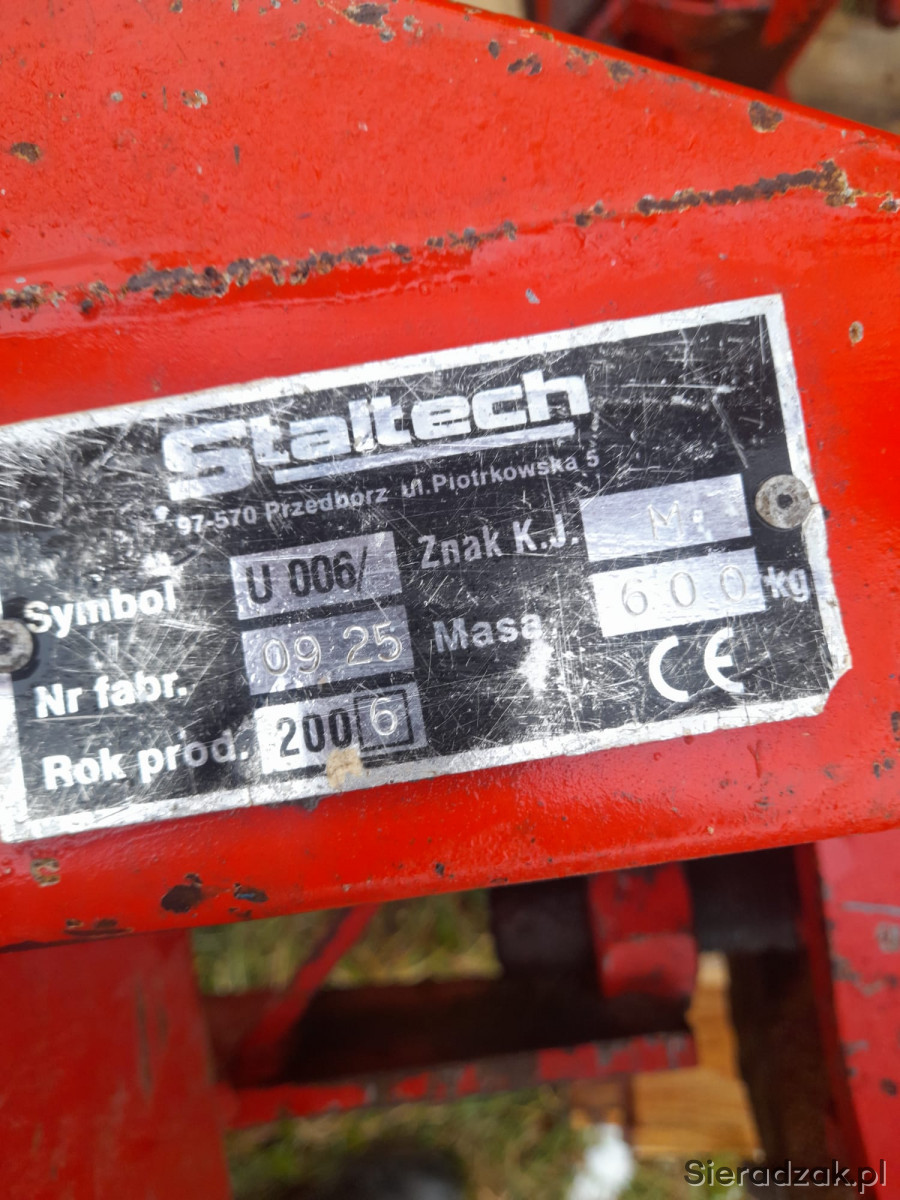 Staltech
97-570 Przedbórz ul.Piotrkowska 5
Symbol U 006/ Znak K.J. M:
Nr fabr. 09 25 Masa 600 kg
Rok prod. 2006 CE
Sieradzak.pl